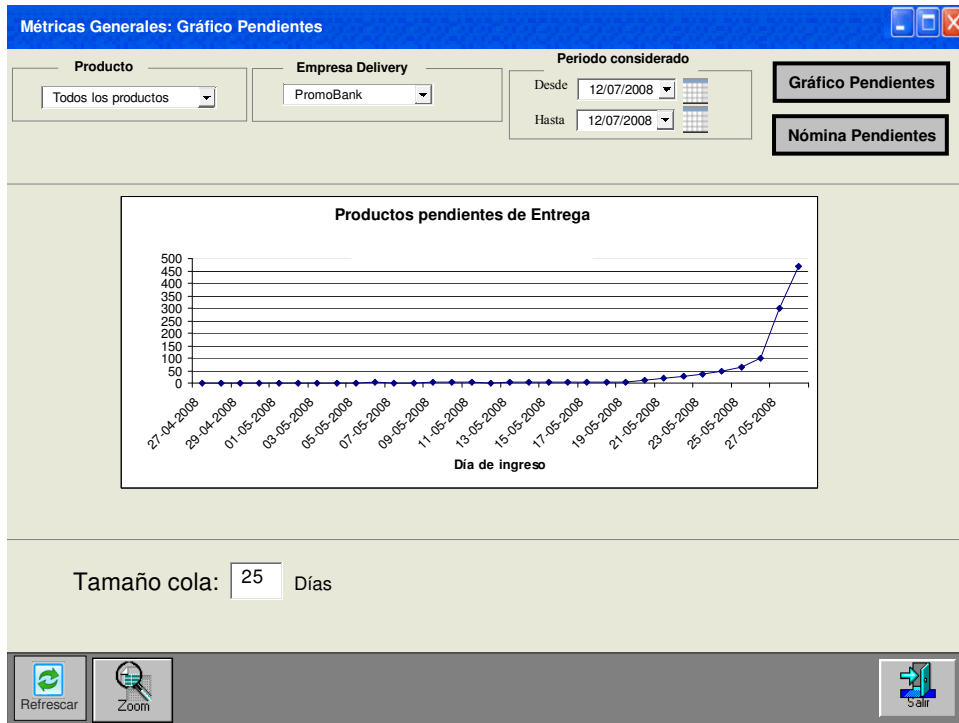 Métricas Generales: Gráfico Pendientes
Producto
Todos los productos
Empresa Delivery
PromoBank
Periodo considerado
Desde 12/07/2008
Hasta 12/07/2008
Gráfico Pendientes
Nómina Pendientes
Productos pendientes de Entrega
500
450
400
350
300
250
200
150
100
50
0
27-04-2008
29-04-2008
01-05-2008
03-05-2008
05-05-2008
07-05-2008
09-05-2008
11-05-2008
13-05-2008
15-05-2008
17-05-2008
19-05-2008
21-05-2008
23-05-2008
25-05-2008
27-05-2008
Día de ingreso
Tamaño cola: 25 Días
Refrescar
Zoom
Salir